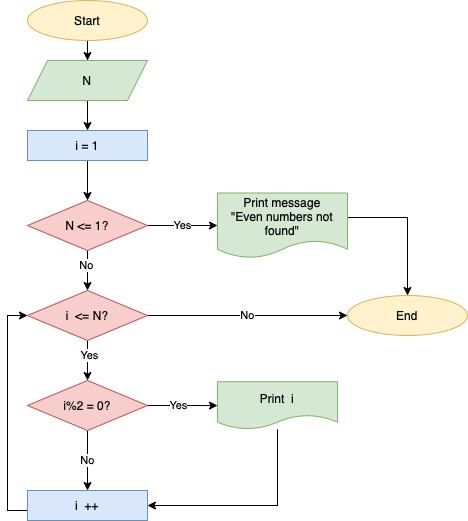 Start
N
i = 1
N <= 1?
Yes
Print message
"Even numbers not
found"
No
i  <= N?
No
End
Yes
i%2 = 0?
Yes
Print  i
No
i  ++